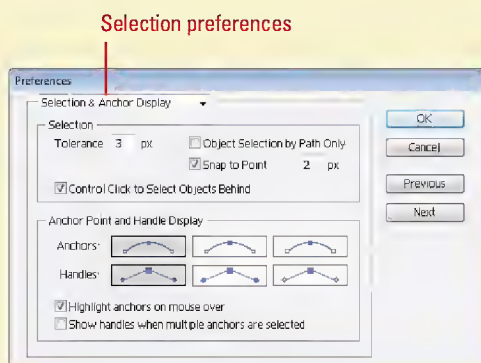 Selection preferences
Preferences
Selection & Anchor Display
Selection
Tolerance 3 px
Object Selection by Path Only
Snap to Point 2 px
Control Click to Select Objects Behind
Anchor Point and Handle Display
Anchors:
Handles:
Highlight anchors on mouse over
Show handles when multiple anchors are selected
OK
Cancel
Previous
Next